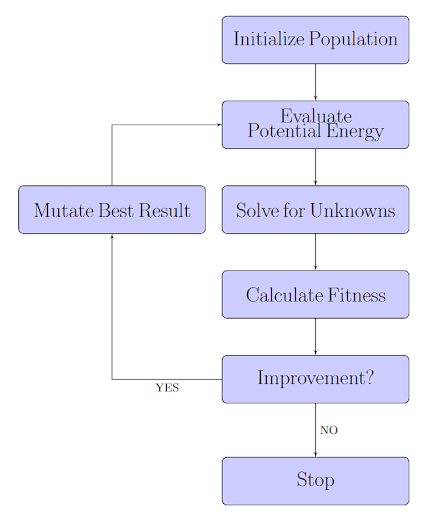 Initialize Population
Evaluate
Potential Energy
Mutate Best Result
Solve for Unknowns
Calculate Fitness
Improvement?
YES
NO
Stop